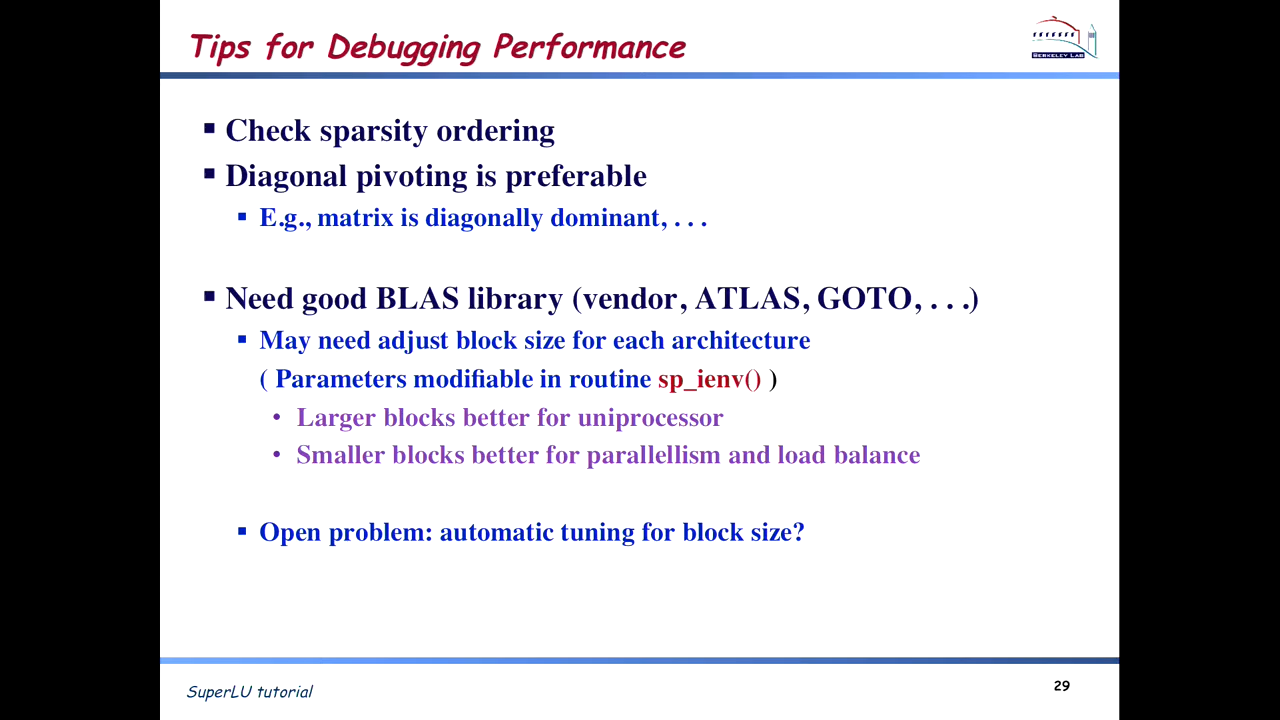 Tips for Debugging Performance
BERKELEY LAB
▪ Check sparsity ordering
▪ Diagonal pivoting is preferable
▪ E.g., matrix is diagonally dominant, . . .
▪ Need good BLAS library (vendor, ATLAS, GOTO, . . .)
▪ May need adjust block size for each architecture
( Parameters modifiable in routine sp_ienv() )
• Larger blocks better for uniprocessor
• Smaller blocks better for parallellism and load balance
▪ Open problem: automatic tuning for block size?
SuperLU tutorial
29